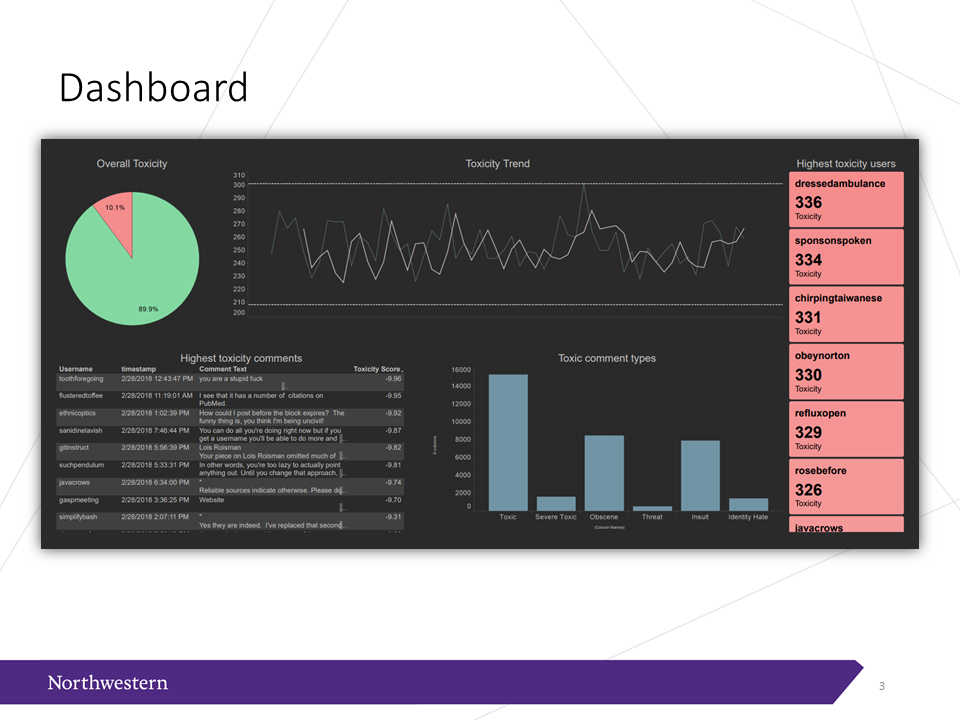 Dashboard
Overall Toxicity
10.1%
89.9%
Toxicity Trend
310
300
290
280
270
260
250
240
230
220
210
200
Highest toxicity users
dressedambulance
336
Toxicity
sponsonspoken
334
Toxicity
chirpingtaiwanese
331
Toxicity
obeynorton
330
Toxicity
refluxopen
329
Toxicity
rosebefore
326
Toxicity
javacrows
Highest toxicity comments
Username timestamp Comment Text Toxicity Score
toothforegoing 2/28/2018 12:43:47 PM you are a stupid fuck -9.96
flusteredtoffee 2/28/2018 11:19:01 AM I see that it has a number of citations on -9.95
PubMed.
ethnicoptics 2/28/2018 1:02:39 PM How could I post before the block expires? The -9.92
funny thing is, you think I'm being uncivil!
sanidinelavish 2/28/2018 7:46:44 PM You can do all you're doing right now but if you -9.87
get a username you'll be able to do more and
gitinstruct 2/28/2018 5:56:39 PM Lois Roisman -9.82
Your piece on Lois Roisman omitted much of
suchpendulum 2/28/2018 5:33:31 PM In other words, you're too lazy to actually point -9.81
anything out. Until you change that approach,
javacrows 2/28/2018 6:34:00 PM " -9.74
Reliable sources indicate otherwise. Please do
gaspmeeting 2/28/2018 3:36:25 PM Website -9.70
simplifybash 2/28/2018 2:07:11 PM " -9.31
Yes they are indeed. I've replaced that second
Toxic comment types
16000
14000
12000
10000
8000
6000
4000
2000
0
Toxic Severe Toxic Obscene Threat Insult Identity Hate
(Column Names)
Northwestern
3